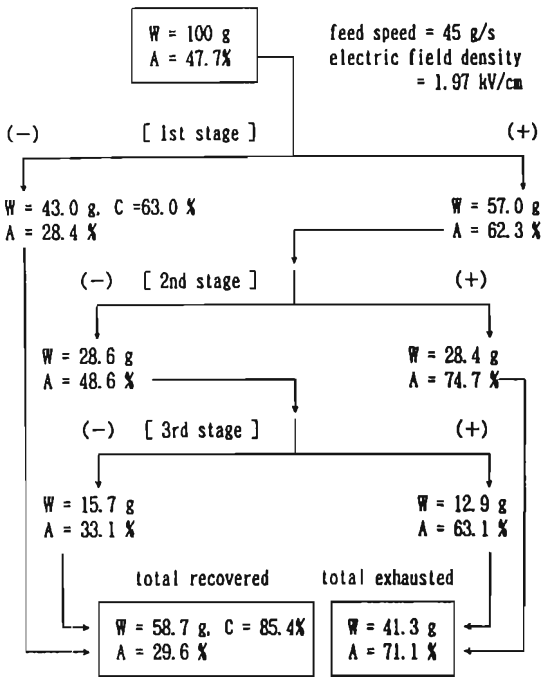 W = 100 g
A = 47.7%
feed speed = 45 g/s
electric field density
= 1.97 kV/cm
(−) [ 1st stage ] (+)
W = 43.0 g, C =63.0 %
A = 28.4 %
W = 57.0 g
A = 62.3 %
(−) [ 2nd stage ] (+)
W = 28.6 g
A = 48.6 %
W = 28.4 g
A = 74.7 %
(−) [ 3rd stage ] (+)
W = 15.7 g
A = 33.1 %
W = 12.9 g
A = 63.1 %
total recovered
total exhausted
W = 58.7 g, C = 85.4%
A = 29.6 %
W = 41.3 g
A = 71.1 %